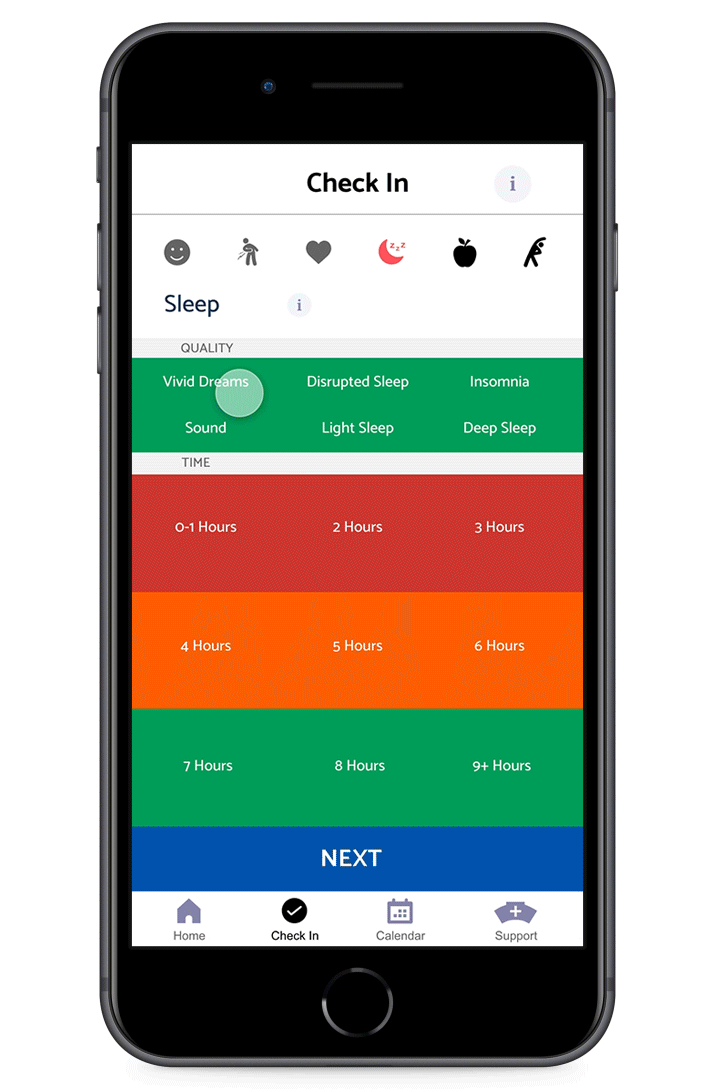 Check In
i
z z z
Sleep i
QUALITY
Vivid Dreams Disrupted Sleep Insomnia
Sound Light Sleep Deep Sleep
TIME
0-1 Hours 2 Hours 3 Hours
4 Hours 5 Hours 6 Hours
7 Hours 8 Hours 9+ Hours
NEXT
Home Check In Calendar Support